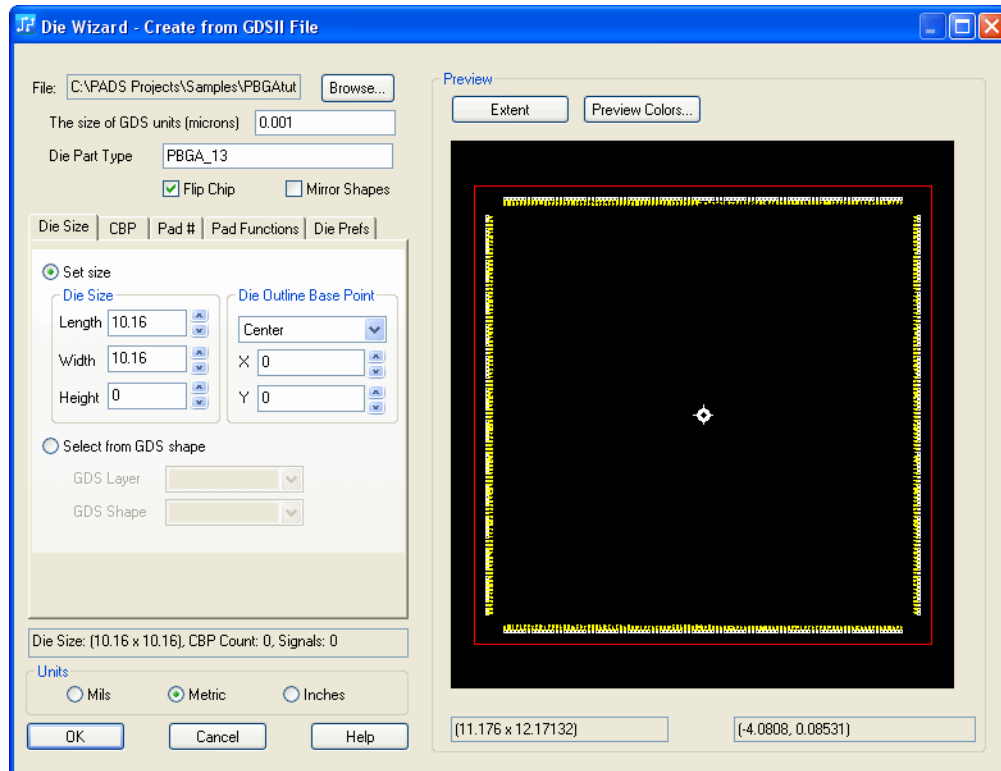 Die Wizard - Create from GDSII File
File: C:\PADS Projects\Samples\PBGAtut Browse...
The size of GDS units (microns) 0.001
Die Part Type PBGA_13
Flip Chip Mirror Shapes
Die Size CBP Pad # Pad Functions Die Prefs
Set size
Die Size Die Outline Base Point
Length 10.16 Center
Width 10.16 X 0
Height 0 Y 0
Select from GDS shape
GDS Layer
GDS Shape
Die Size: (10.16 x 10.16), CBP Count: 0, Signals: 0
Units
Mils Metric Inches
OK Cancel Help
Preview
Extent Preview Colors...
(11.176 x 12.17132) (-4.0808, 0.08531)